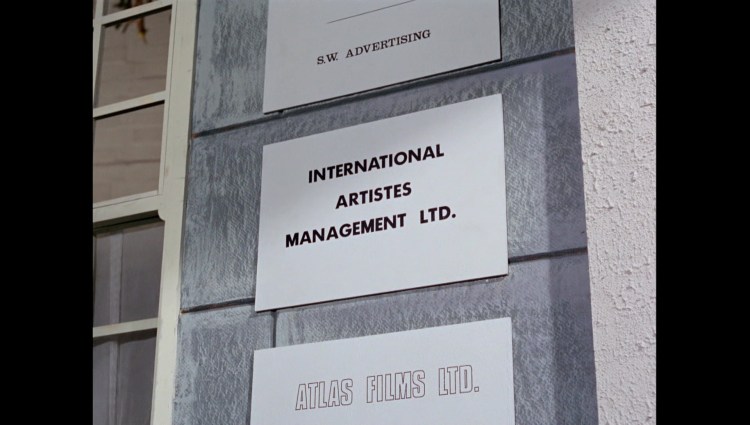 S.W. ADVERTISING
INTERNATIONAL
ARTISTES
MANAGEMENT LTD.
ATLAS FILMS LTD.